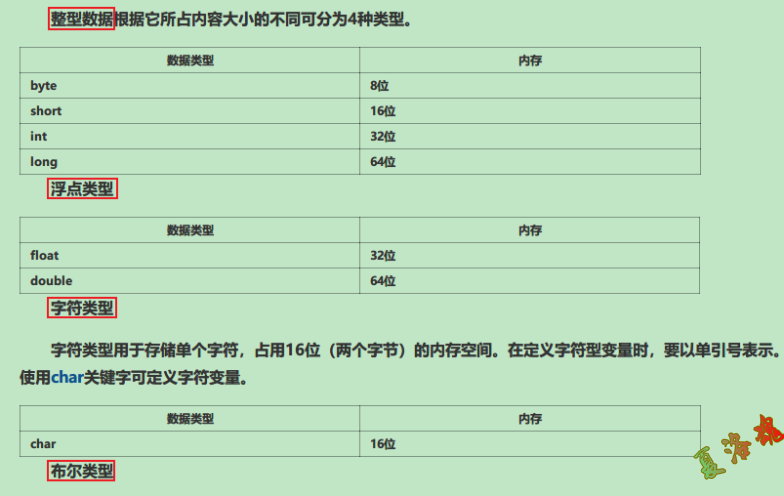 整型数据根据它所占内容大小的不同可分为4种类型。
数据类型 内存
byte 8位
short 16位
int 32位
long 64位
浮点类型
数据类型 内存
float 32位
double 64位
字符类型
字符类型用于存储单个字符，占用16位（两个字节）的内存空间。在定义字符型变量时，要以单引号表示。
使用char关键字可定义字符变量。
数据类型 内存
char 16位
布尔类型